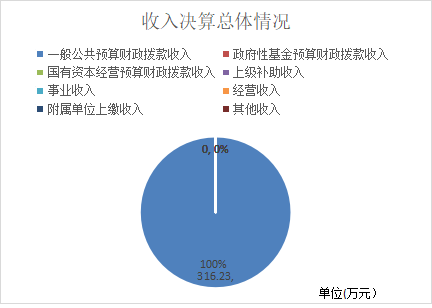 收入决算总体情况
一般公共预算财政拨款收入 政府性基金预算财政拨款收入
国有资本经营预算财政拨款收入 上级补助收入
事业收入 经营收入
附属单位上缴收入 其他收入
0, 0%
100%
316.23,
单位(万元)